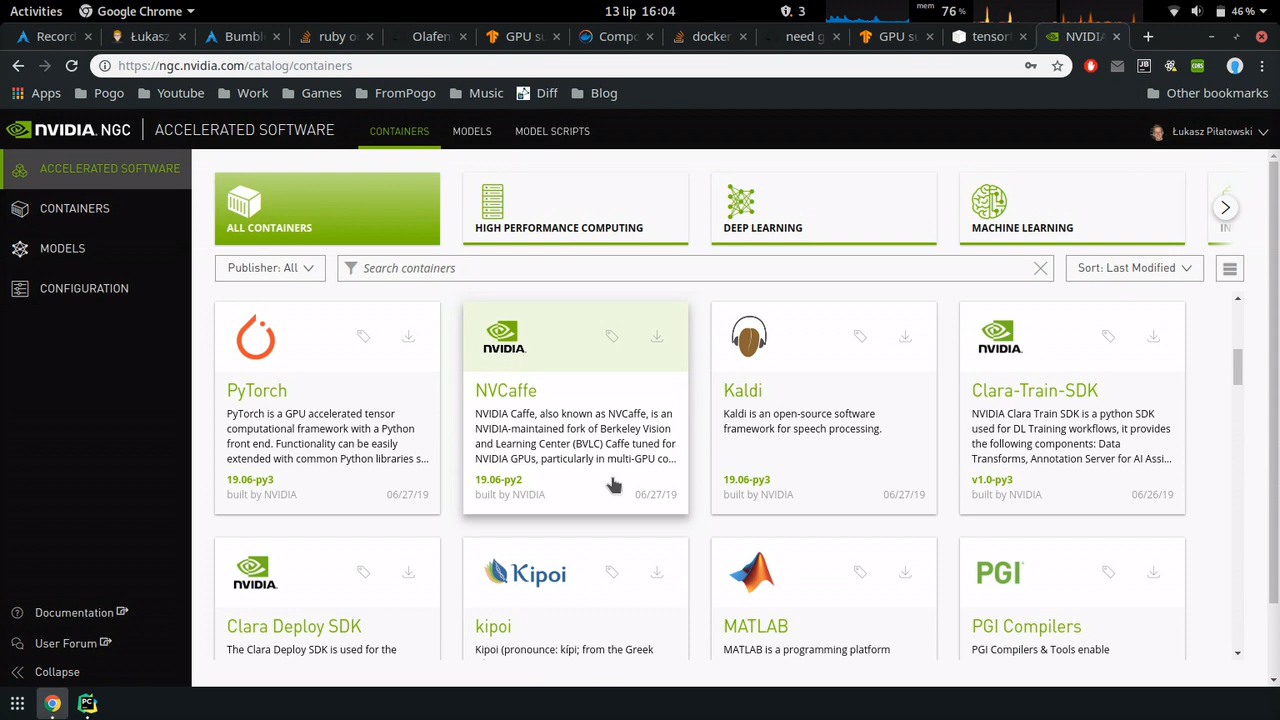 Activities
Google Chrome
13 lip 16:04
3
mem
76 %
46 %
Record
Łukasz
Bumbl
ruby o
Olafen
GPU su
Compo
docker
need g
GPU su
tensorf
NVIDIA
https://ngc.nvidia.com/catalog/containers
JB
CORS
Apps
Pogo
Youtube
Work
Games
FromPogo
Music
Diff
Blog
Other bookmarks
NVIDIA. NGC
ACCELERATED SOFTWARE
CONTAINERS
MODELS
MODEL SCRIPTS
Łukasz Piłatowski
ACCELERATED SOFTWARE
CONTAINERS
MODELS
CONFIGURATION
Documentation
User Forum
Collapse
ALL CONTAINERS
HIGH PERFORMANCE COMPUTING
DEEP LEARNING
MACHINE LEARNING
IN
Publisher: All
Search containers
Sort: Last Modified
PyTorch
PyTorch is a GPU accelerated tensor
computational framework with a Python
front end. Functionality can be easily
extended with common Python libraries s...
19.06-py3
built by NVIDIA
06/27/19
NVIDIA.
NVCaffe
NVIDIA Caffe, also known as NVCaffe, is an
NVIDIA-maintained fork of Berkeley Vision
and Learning Center (BVLC) Caffe tuned for
NVIDIA GPUs, particularly in multi-GPU co...
19.06-py2
built by NVIDIA
06/27/19
Kaldi
Kaldi is an open-source software
framework for speech processing.
19.06-py3
built by NVIDIA
06/27/19
NVIDIA.
Clara-Train-SDK
NVIDIA Clara Train SDK is a python SDK
used for DL Training workflows, it provides
the following components: Data
Transforms, Annotation Server for AI Assi...
v1.0-py3
built by NVIDIA
06/26/19
NVIDIA.
Clara Deploy SDK
The Clara Deploy SDK is used for the
Kipoi
kipoi
Kipoi (pronounce: kípi; from the Greek
MATLAB
MATLAB is a programming platform
PGI
PGI Compilers
PGI Compilers & Tools enable
PC